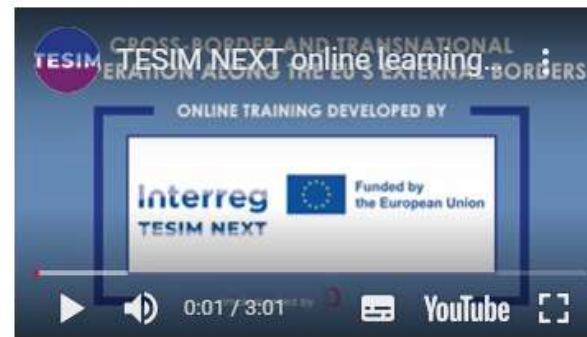 CROSS-BORDER AND TRANSNATIONAL
TESIM
TESIM NEXT online learning...
ERATION ALONG THE EU'S EXTERNAL BORDERS
ONLINE TRAINING DEVELOPED BY
Interreg
TESIM NEXT
Funded by
the European Union
0:01 / 3:01
YouTube